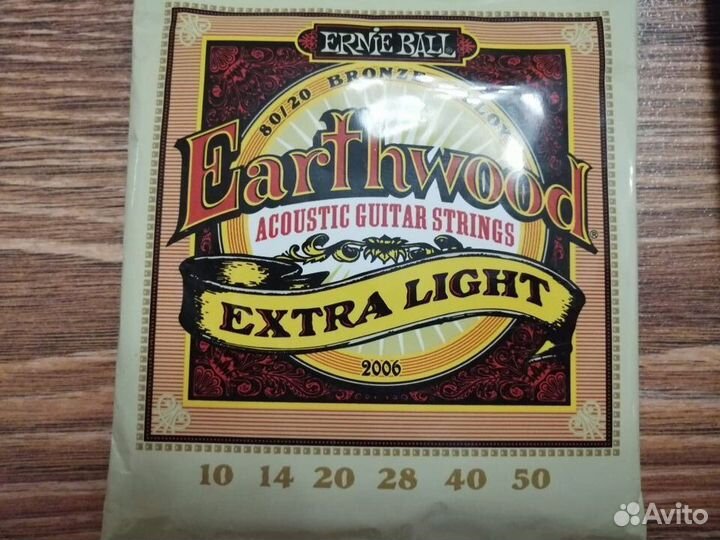 ERNIE BALL
80/20 BRONZE
Earthwood®
ACOUSTIC GUITAR STRINGS
EXTRA LIGHT
2006
10 14 20 28 40 50
Avito